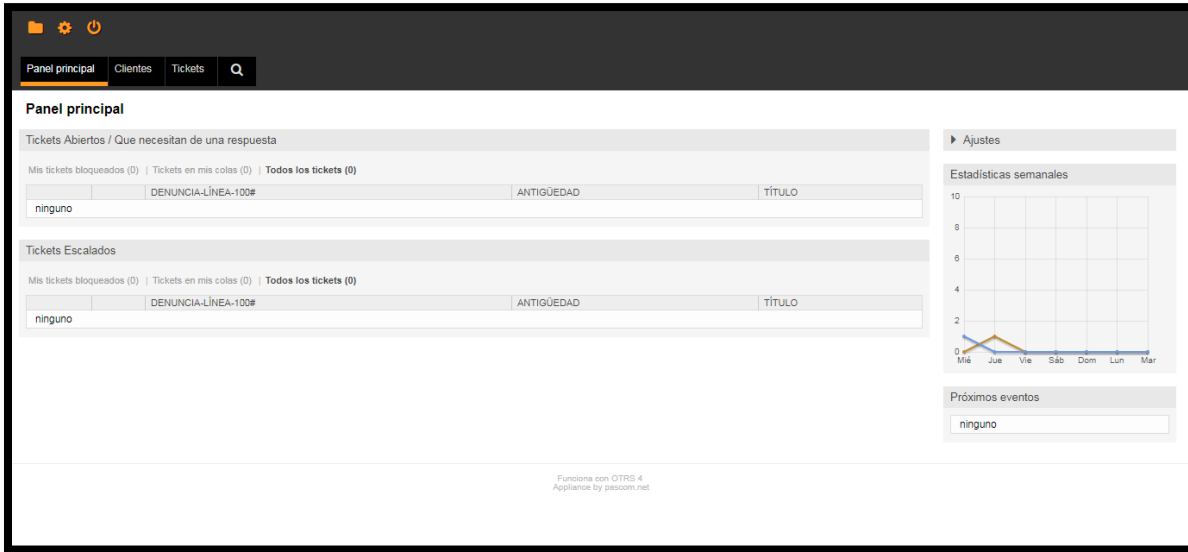 Panel principal Clientes Tickets
Panel principal
Tickets Abiertos / Que necesitan de una respuesta
Mis tickets bloqueados (0) | Tickets en mis colas (0) | Todos los tickets (0)
DENUNCIA-LÍNEA-100# ANTIGÜEDAD TÍTULO
ninguno
Tickets Escalados
Mis tickets bloqueados (0) | Tickets en mis colas (0) | Todos los tickets (0)
DENUNCIA-LÍNEA-100# ANTIGÜEDAD TÍTULO
ninguno
Ajustes
Estadísticas semanales
10
8
6
4
2
0
Mié Jue Vie Sáb Dom Lun Mar
Próximos eventos
ninguno
Funciona con OTRS 4
Appliance by pascom.net